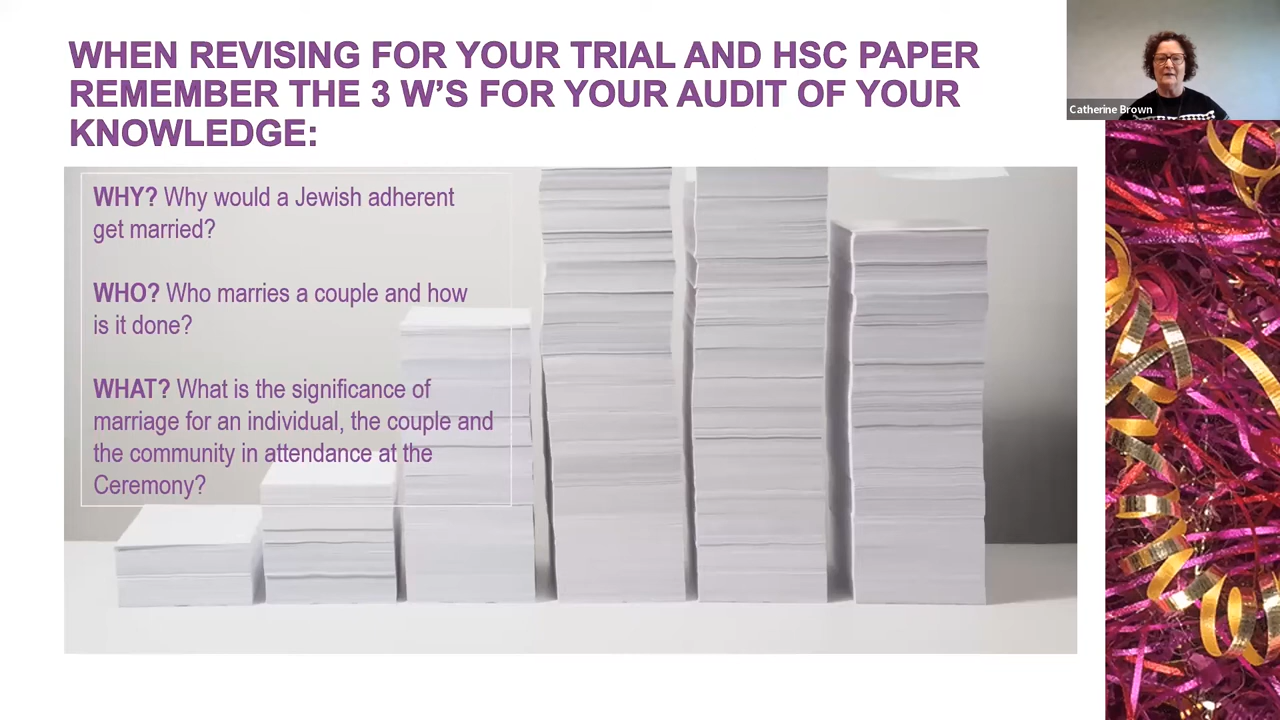 WHEN REVISING FOR YOUR TRIAL AND HSC PAPER
REMEMBER THE 3 W'S FOR YOUR AUDIT OF YOUR
KNOWLEDGE:
Catherine Brown
WHY? Why would a Jewish adherent
get married?
WHO? Who marries a couple and how
is it done?
WHAT? What is the significance of
marriage for an individual, the couple and
the community in attendance at the
Ceremony?